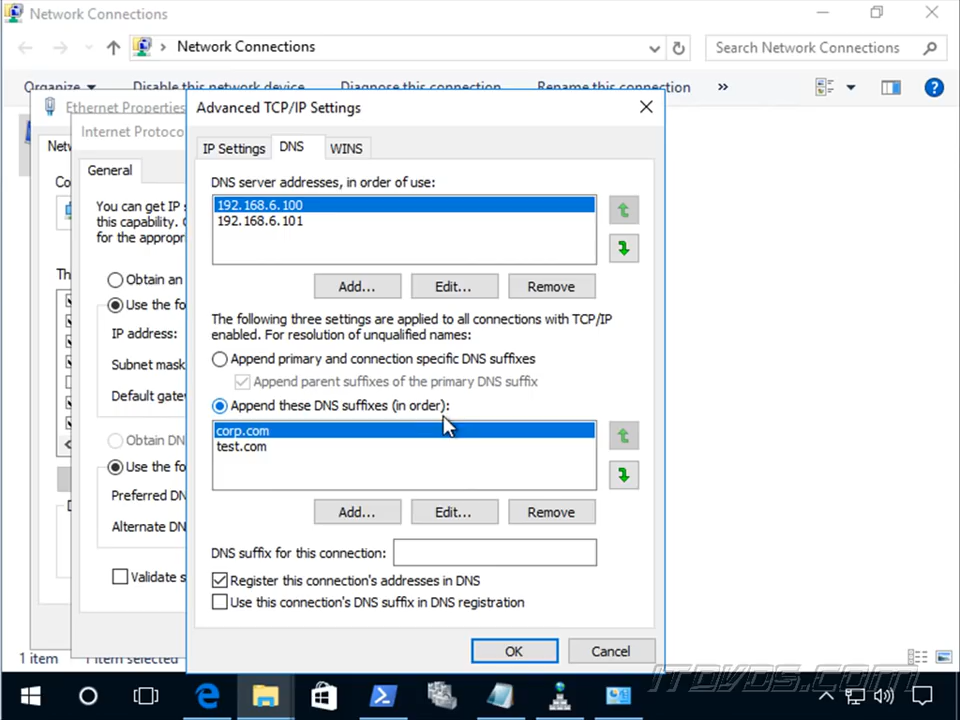 Network Connections
Network Connections
Search Network Connections
Organize
Disable this network device
Diagnose this connection
Rename this connection
»
?
Ethernet Properties
Internet Protoco
Advanced TCP/IP Settings
Net
IP Settings
DNS
WINS
General
Co
DNS server addresses, in order of use:
192.168.6.100
192.168.6.101
You can get IP s
this capability. O
for the appropr
Th
Obtain an
Use the fo
IP address:
Subnet mask
Default gatew
Add...
Edit...
Remove
The following three settings are applied to all connections with TCP/IP
enabled. For resolution of unqualified names:
Append primary and connection specific DNS suffixes
Append parent suffixes of the primary DNS suffix
Append these DNS suffixes (in order):
corp.com
test.com
Obtain DN
Use the fo
Preferred DN
Alternate DN
Add...
Edit...
Remove
DNS suffix for this connection:
Validate s
Register this connection's addresses in DNS
Use this connection's DNS suffix in DNS registration
OK
Cancel
1 item
1 item selected
ITDVDS.COM